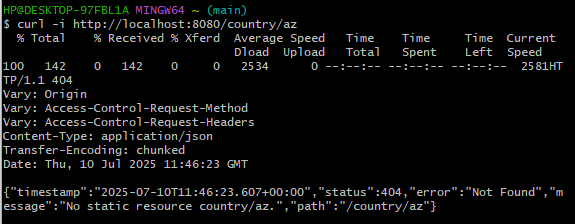 HP@DESKTOP-97FBL1A MINGW64 ~ (main)
$ curl -i http://localhost:8080/country/az
  % Total    % Received % Xferd  Average Speed   Time    Time     Time  Current
                                 Dload  Upload   Total   Spent    Left  Speed
100   142    0   142    0     0   2534      0 --:--:-- --:--:-- --:--:--  2581HT
TP/1.1 404
Vary: Origin
Vary: Access-Control-Request-Method
Vary: Access-Control-Request-Headers
Content-Type: application/json
Transfer-Encoding: chunked
Date: Thu, 10 Jul 2025 11:46:23 GMT

{"timestamp":"2025-07-10T11:46:23.607+00:00","status":404,"error":"Not Found","m
essage":"No static resource country/az.","path":"/country/az"}